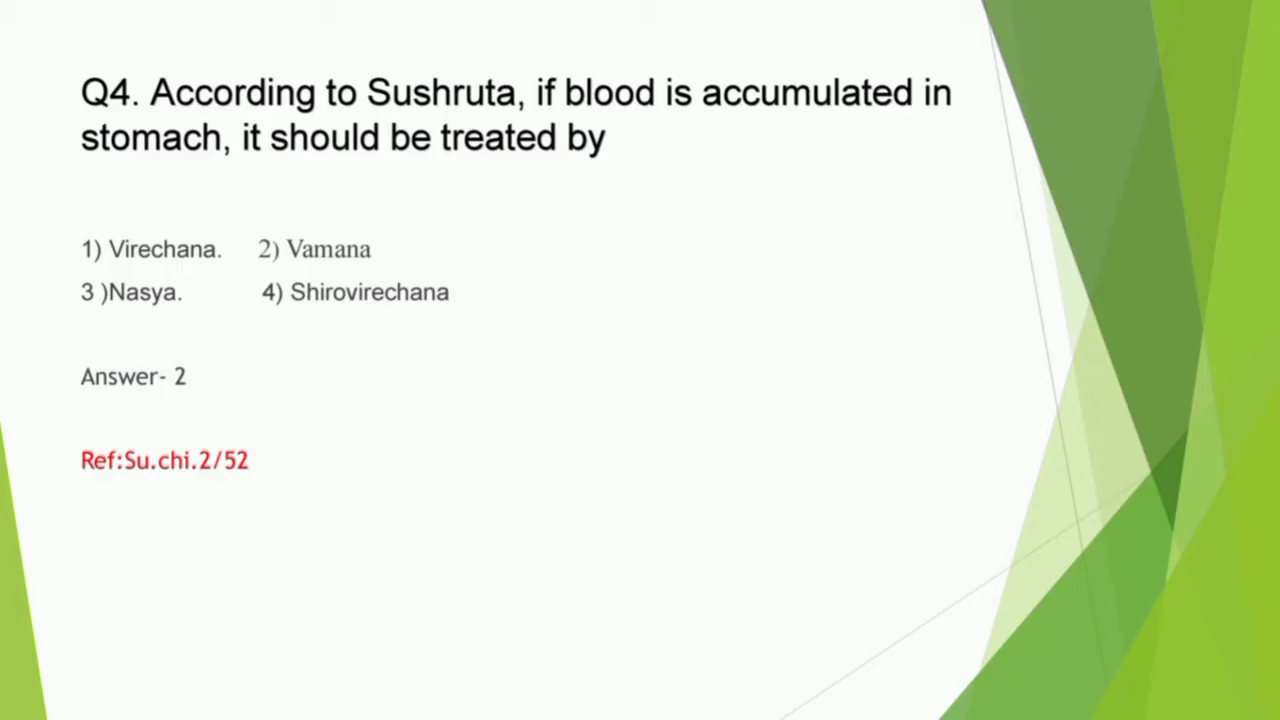 Q4. According to Sushruta, if blood is accumulated in
stomach, it should be treated by
1) Virechana. 2) Vamana
3 )Nasya. 4) Shirovirechana
Answer- 2
Ref:Su.chi.2/52